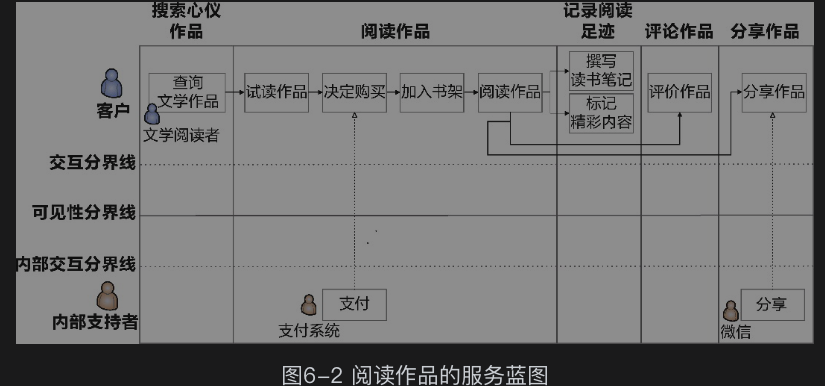 搜索心仪
作品
阅读作品
记录阅读
足迹
评论作品
分享作品
客户
查询
文学作品
文学阅读者
试读作品
决定购买
加入书架
阅读作品
撰写
读书笔记
标记
精彩内容
评价作品
分享作品
交互分界线
可见性分界线
内部交互分界线
内部支持者
支付
支付系统
分享
微信
图6-2 阅读作品的服务蓝图